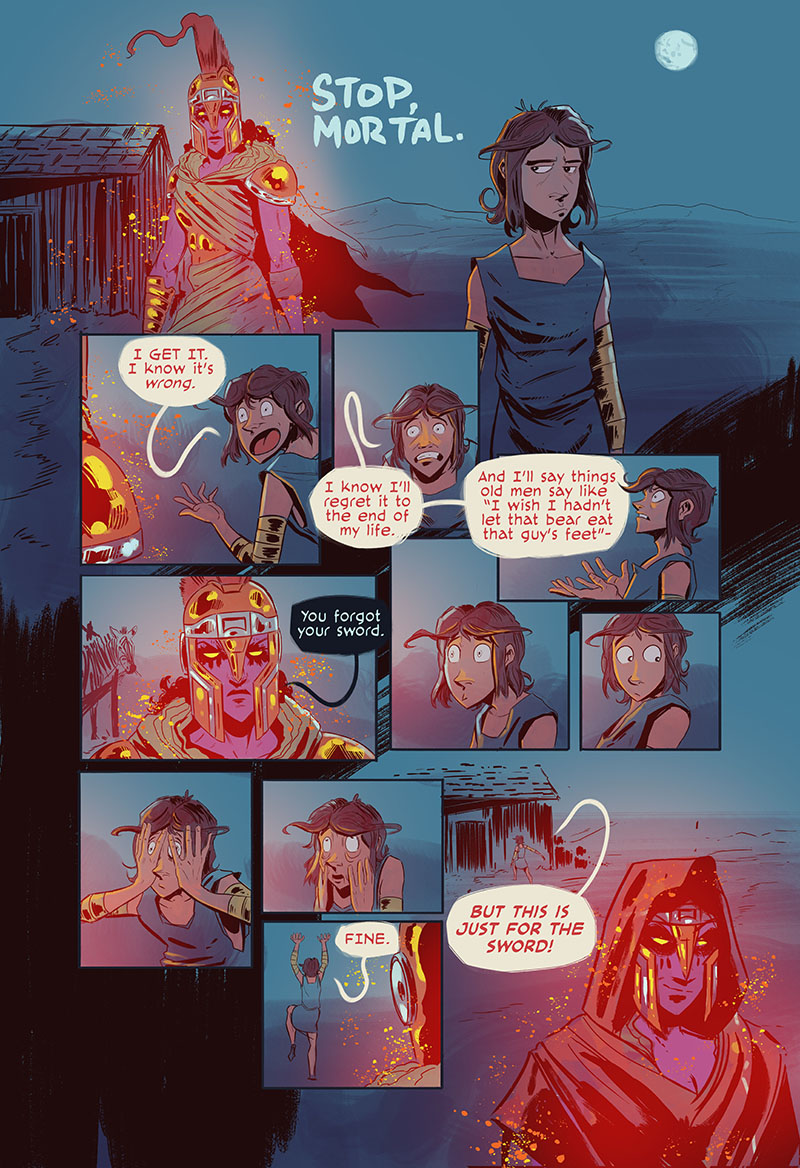 STOP,
MORTAL.
I GET IT.
I know it's
wrong.
I know I'll
regret it to
the end of
my life.
And I'll say things
old men say like
"I wish I hadn't
let that bear eat
that guy's feet"-
You forgot
your sword.
FINE.
BUT THIS IS
JUST FOR THE
SWORD!